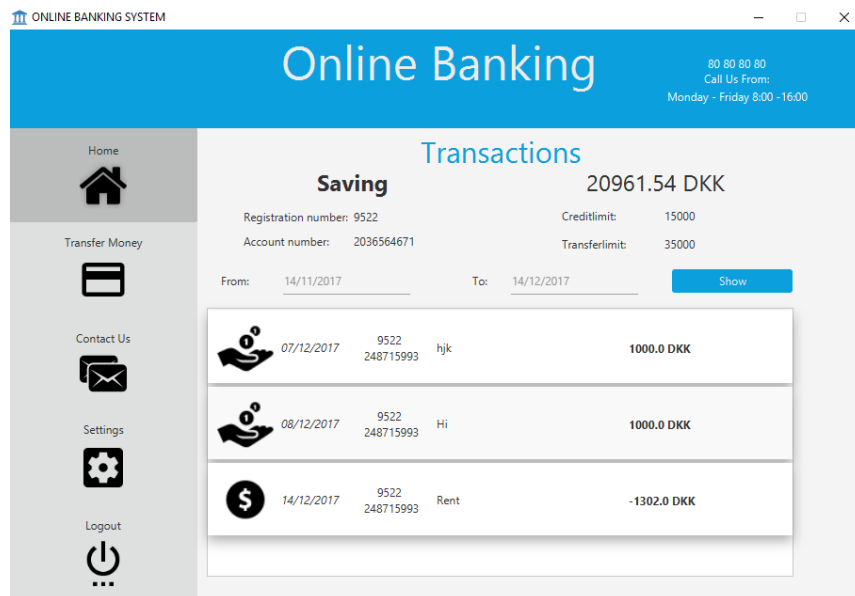 ONLINE BANKING SYSTEM
Online Banking
80 80 80 80
Call Us From:
Monday - Friday 8:00 -16:00
Home
Transfer Money
Contact Us
Settings
Logout
Transactions
Saving
20961.54 DKK
Registration number: 9522
Creditlimit: 15000
Account number: 2036564671
Transferlimit: 35000
From: 14/11/2017 To: 14/12/2017 Show
07/12/2017 9522 hjk 1000.0 DKK
248715993
08/12/2017 9522 Hi 1000.0 DKK
248715993
14/12/2017 9522 Rent -1302.0 DKK
248715993